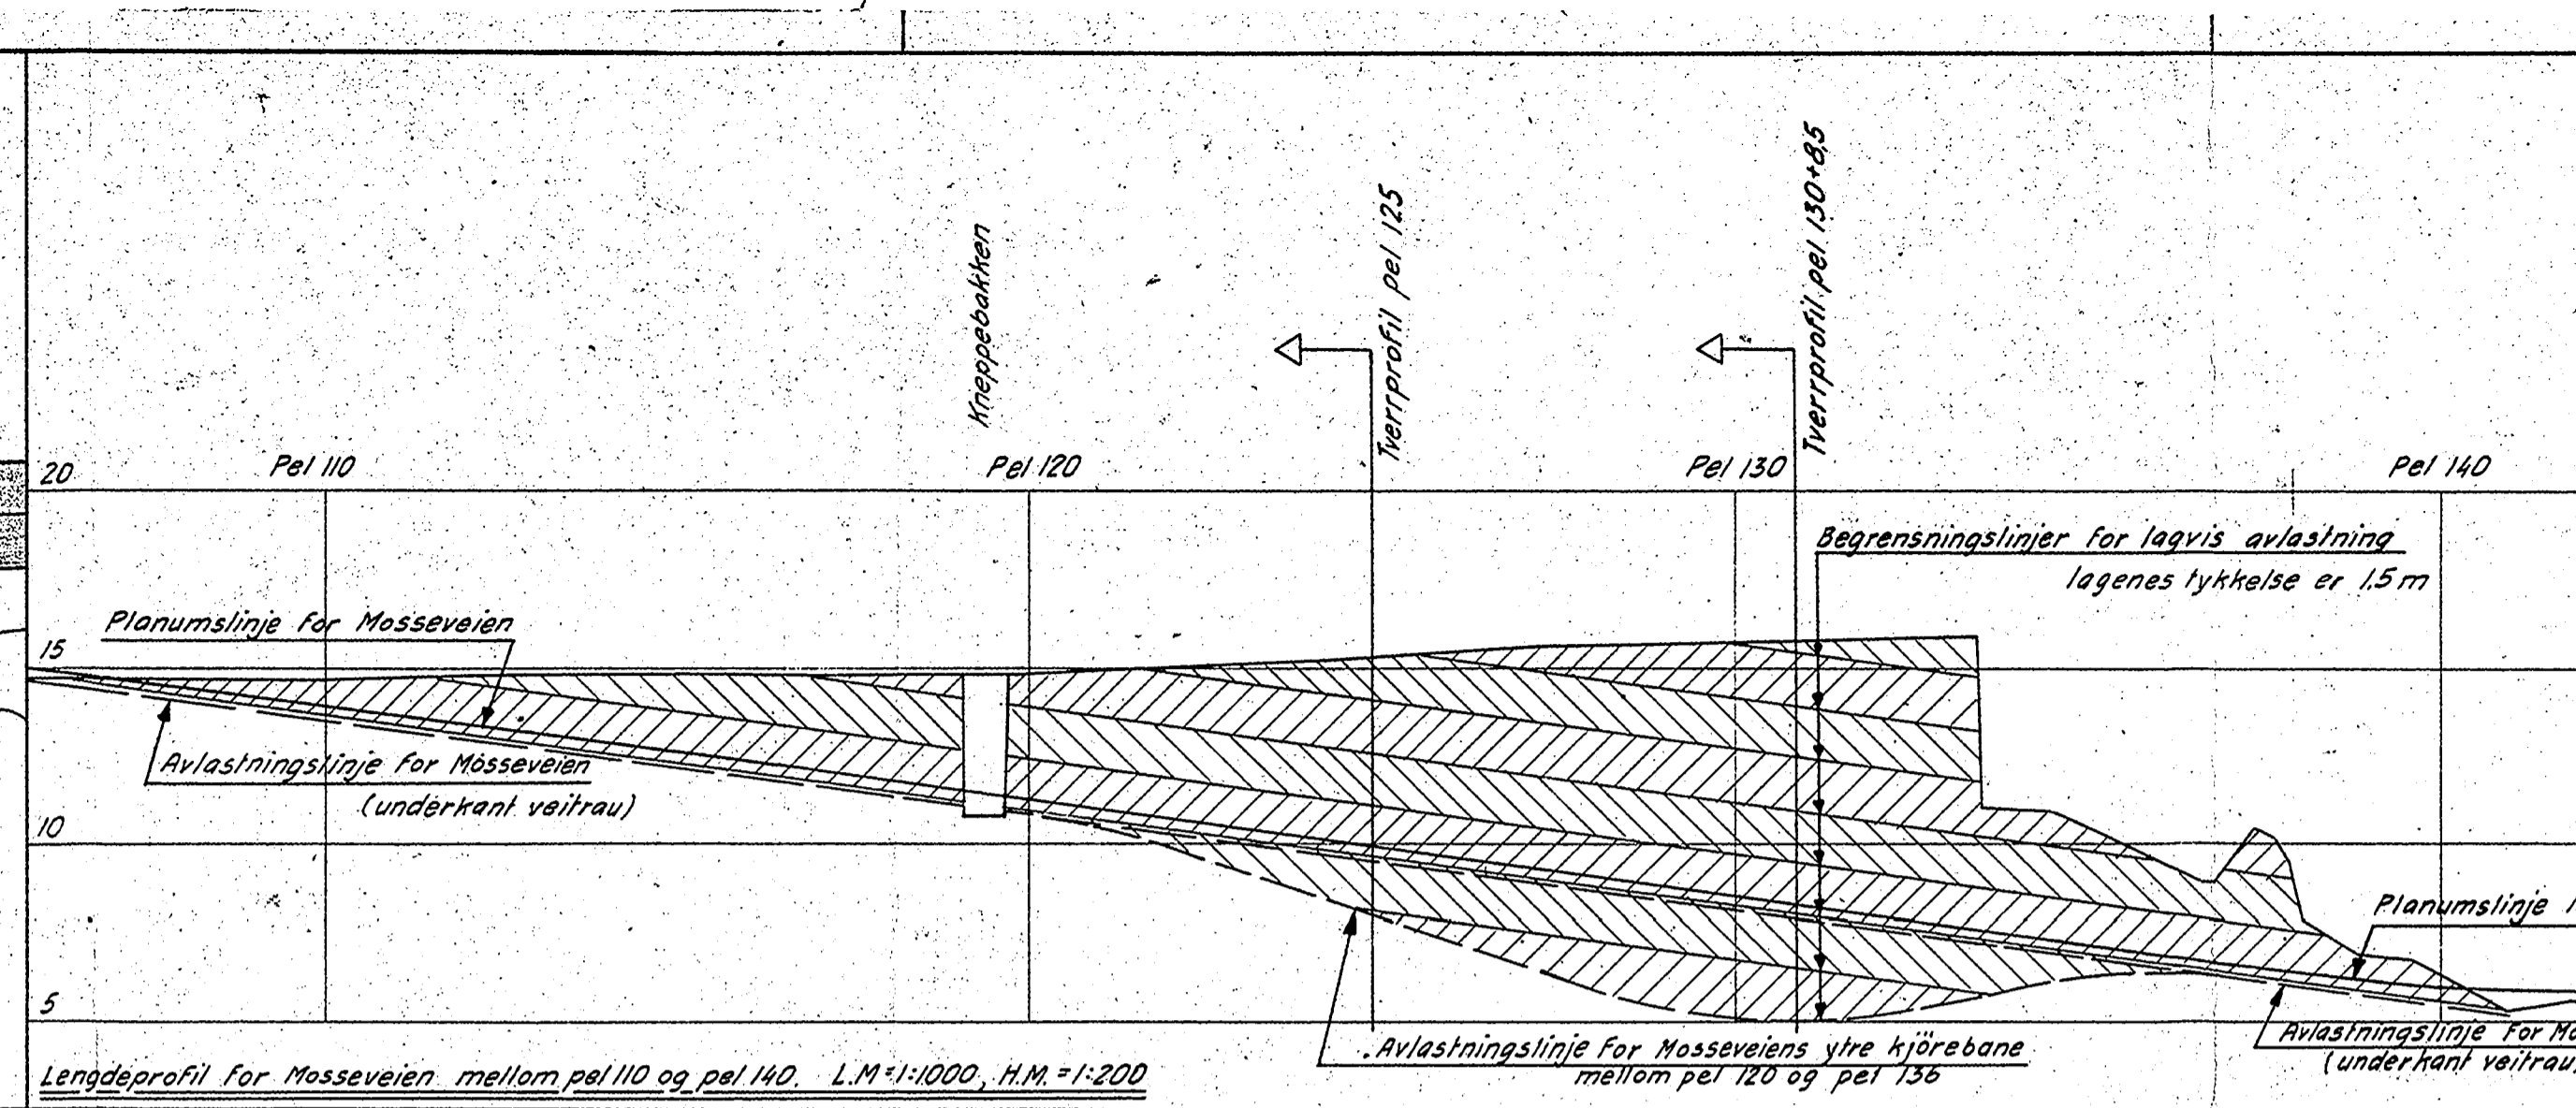 Kneppebakken
Tverrprofil pel 125
Tverrprofil pel 130+8,5
20
Pel 110
Pel 120
Pel 130
Pel 140
Begrensningslinjer for lagvis avlastning
lagenes tykkelse er 1.5 m
Planumslinje for Mosseveien
15
Avlastningslinje for Mosseveien
(underkant veitrau)
10
Planumslinje
5
Avlastningslinje for Mosseveiens ytre kjörebane
mellom pel 120 og pel 136
Avlastningslinje for Mo
(underkant veitrau)
Lengdeprofil for Mosseveien mellom pel 110 og pel 140. L.M=1:1000, H.M.=1:200